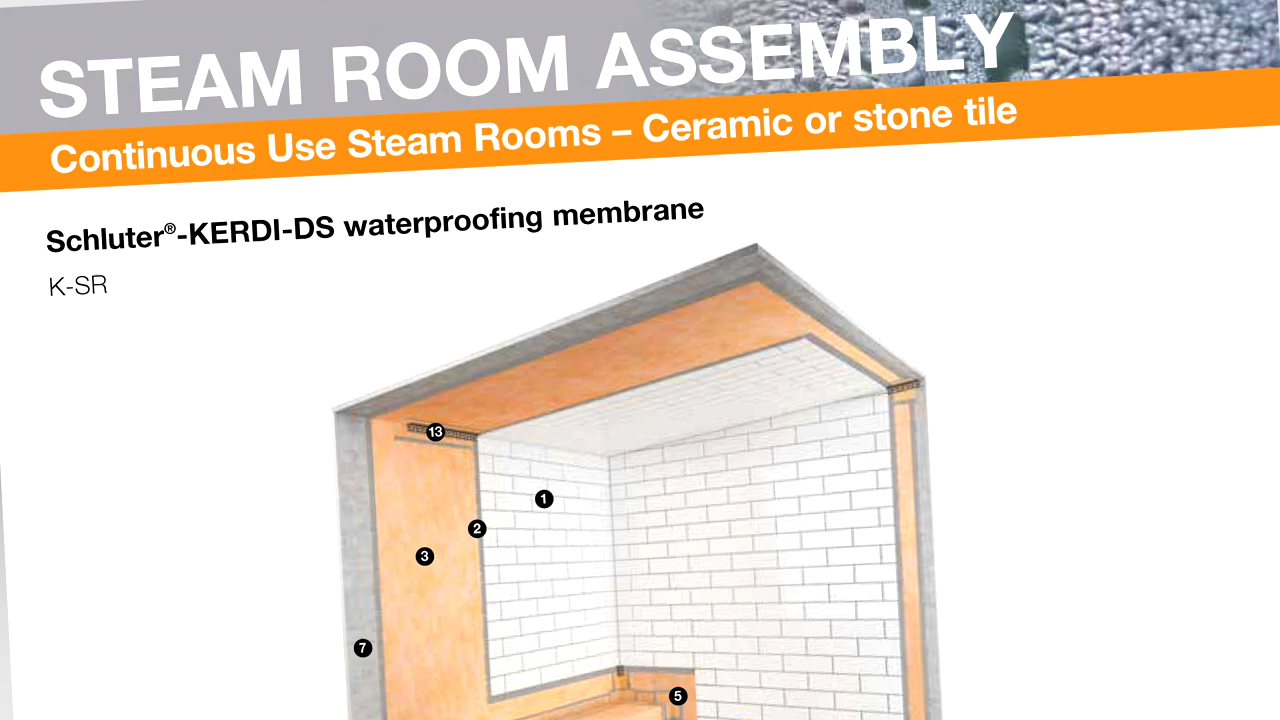 STEAM ROOM ASSEMBLY
Continuous Use Steam Rooms – Ceramic or stone tile
Schluter®-KERDI-DS waterproofing membrane
K-SR
13
1
2
3
7
5